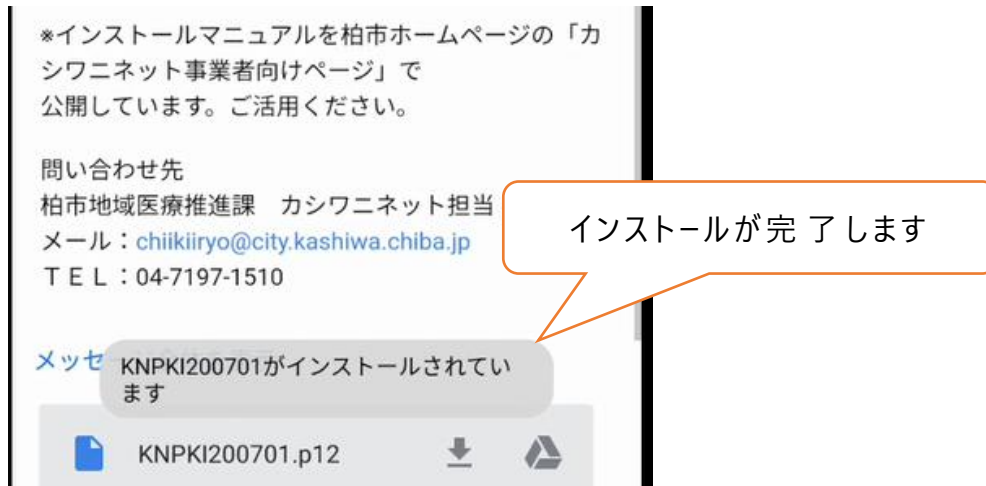 ※インストールマニュアルを柏市ホームページの「カ
シワニネット事業者向けページ」で
公開しています。ご活用ください。
問い合わせ先
柏市地域医療推進課　カシワニネット担当
メール：chiikiiryo@city.kashiwa.chiba.jp
ＴＥＬ：04-7197-1510
インストールが完 了します
メッセー
KNPKI200701がインストールされてい
ます
KNPKI200701.p12